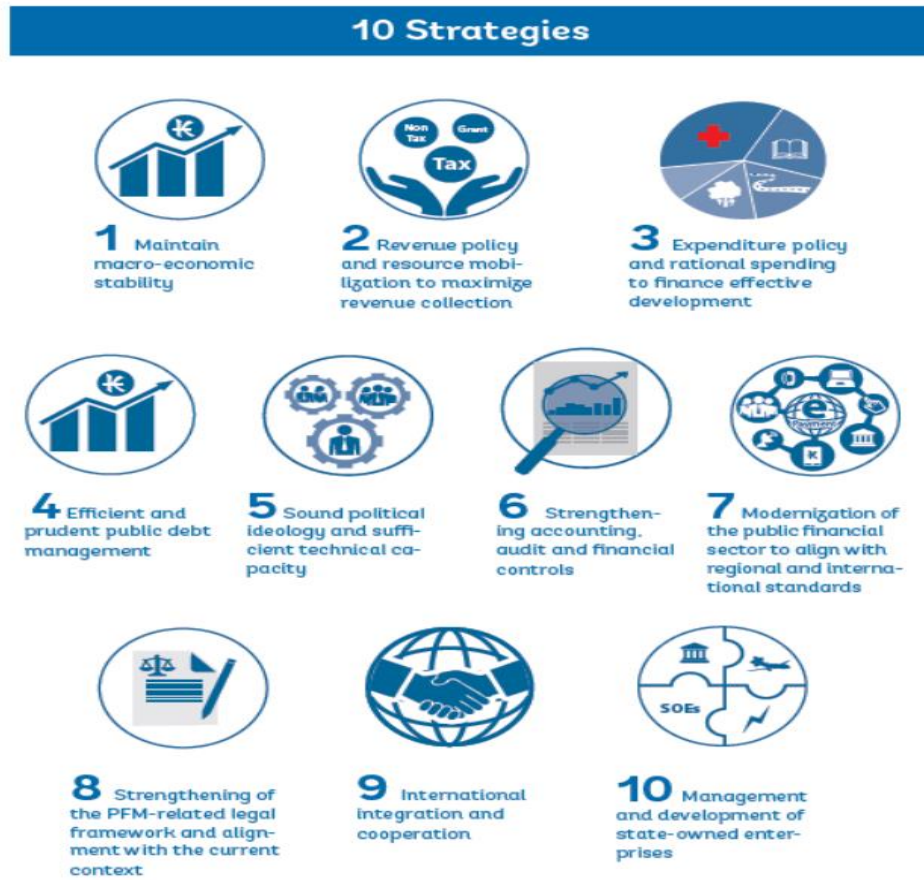 10 Strategies
₭
Non
Tax
Grant
Tax
1 Maintain
macro-economic
stability
2 Revenue policy
and resource mobi-
lization to maximize
revenue collection
3 Expenditure policy
and rational spending
to finance effective
development
₭
4 Efficient and
prudent public debt
management
5 Sound political
ideology and suffi-
cient technical ca-
pacity
6 Strengthen-
ing accounting,
audit and financial
controls
e
Payment
₭
7 Modernization of
the public financial
sector to align with
regional and interna-
tional standards
8 Strengthening of
the PFM-related legal
framework and align-
ment with the current
context
9 International
integration and
cooperation
SOEs
10 Management
and development of
state-owned enter-
prises